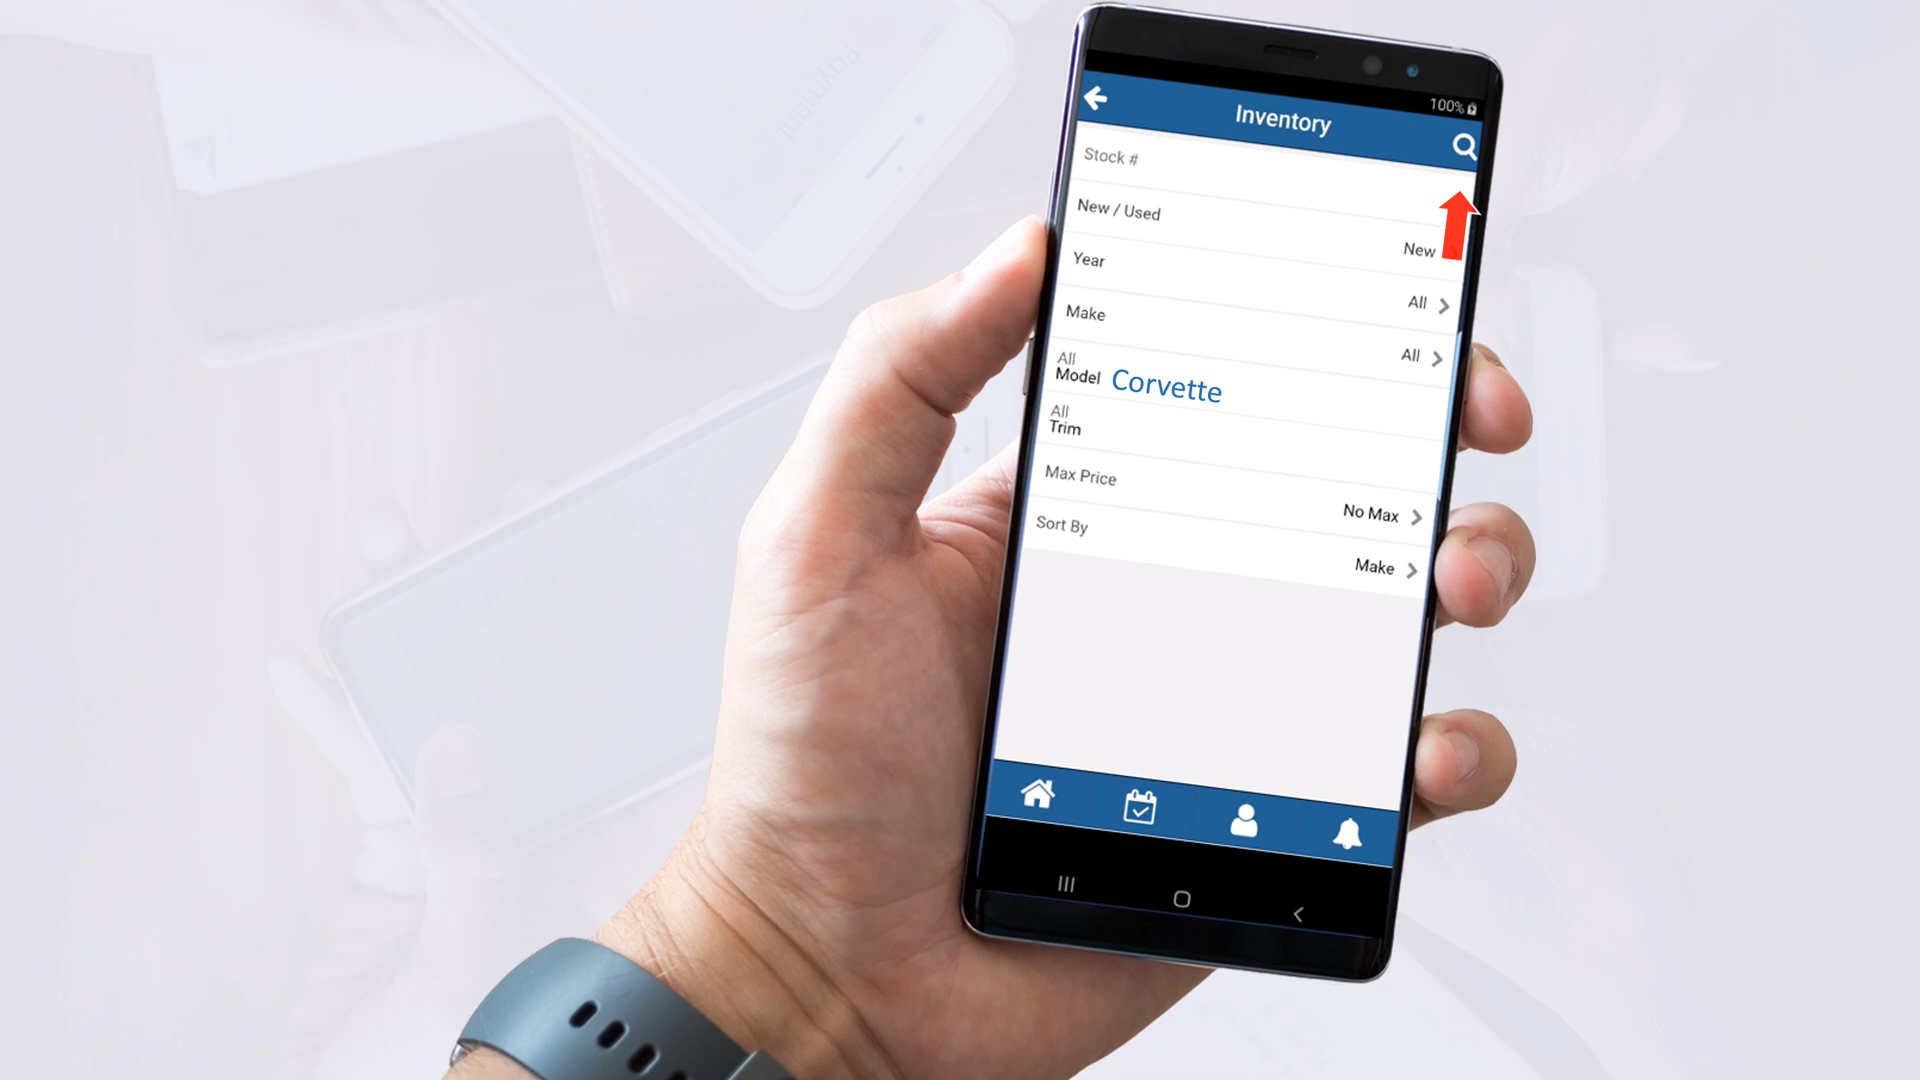 100%
Inventory
Stock #
New / Used
New
Year
All
Make
All
All
Model Corvette
All
Trim
Max Price
No Max
Sort By
Make
Payment